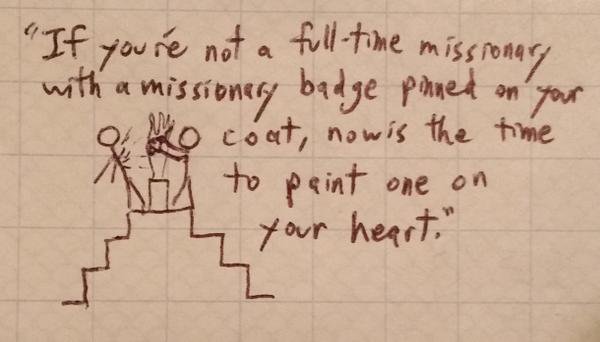 "If you're not a full-time missionary
with a missionary badge pinned on your
coat, now is the time
to paint one on
your heart."